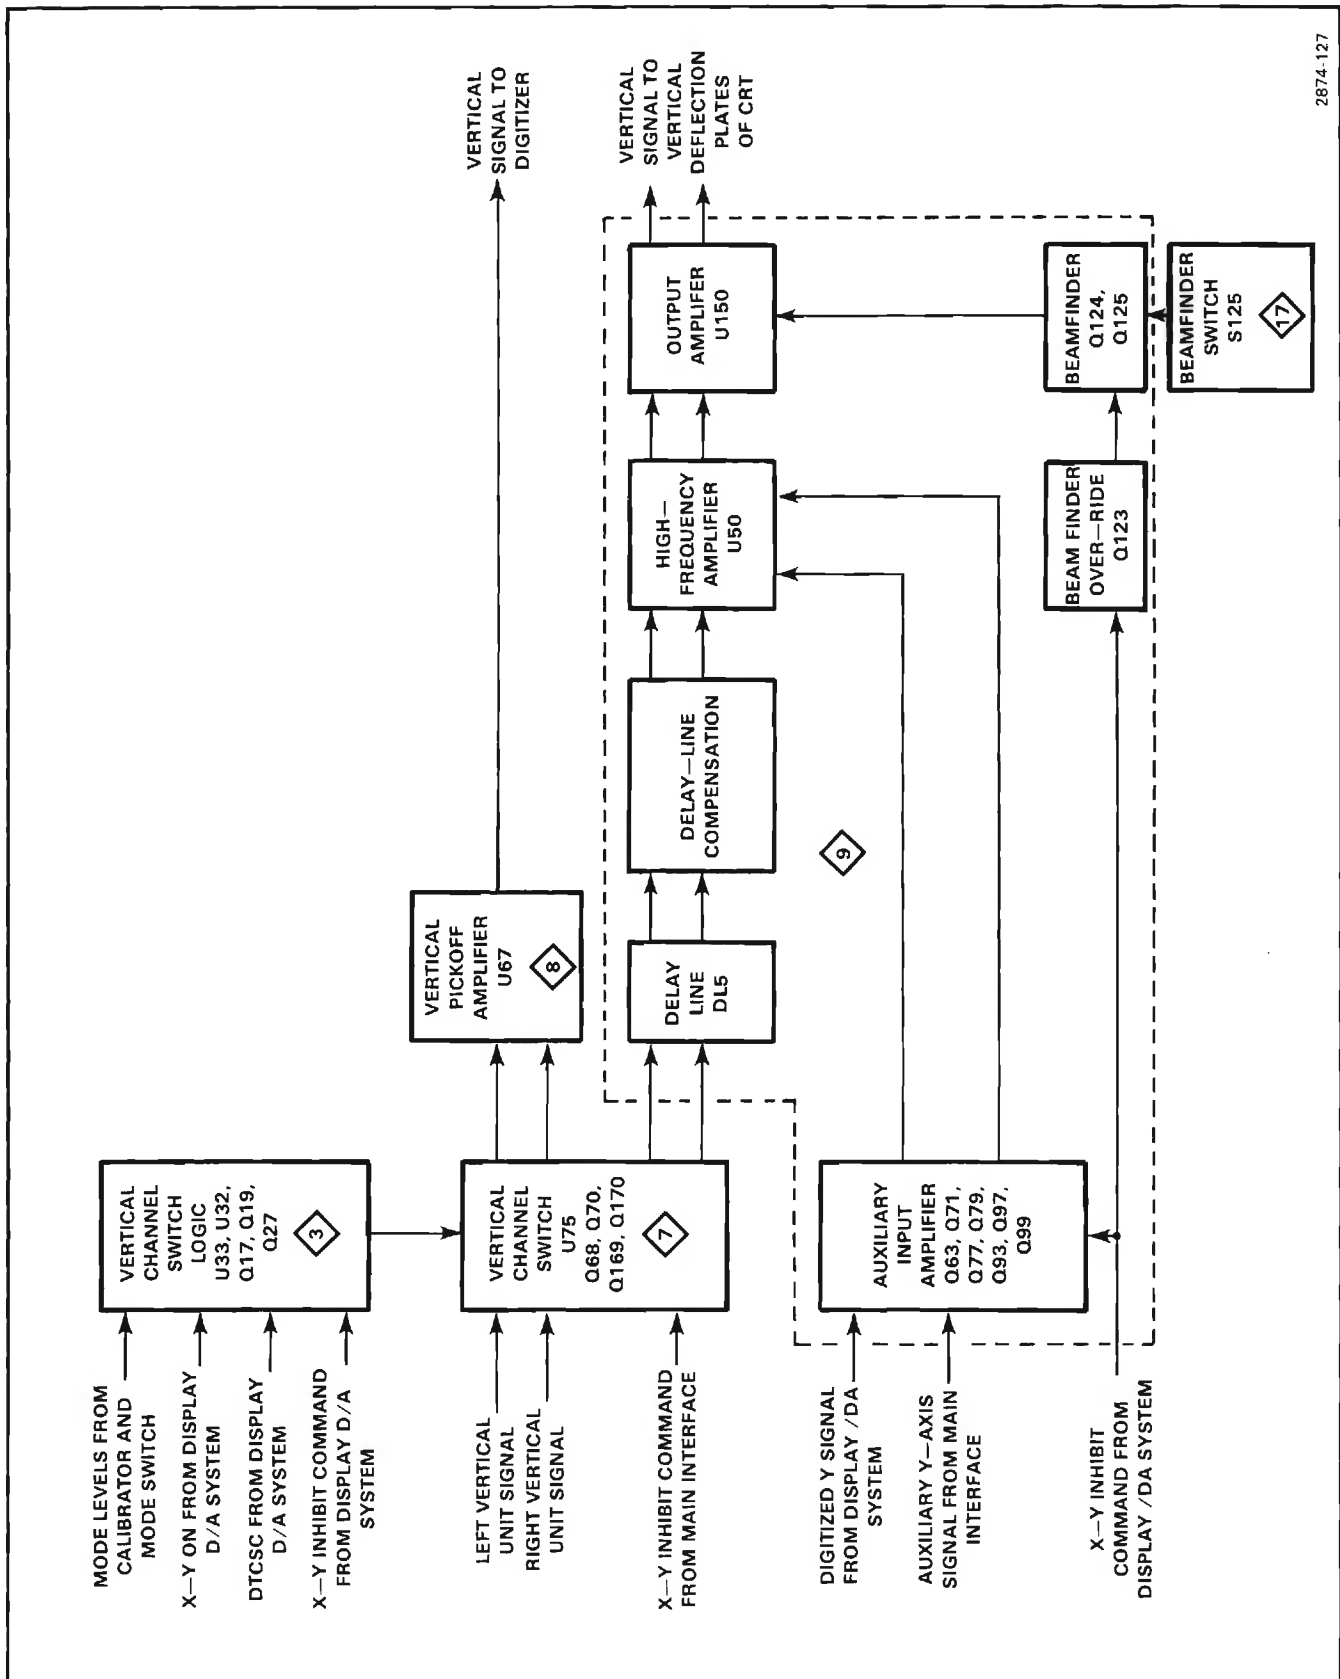 MODE LEVELS FROM
CALIBRATOR AND
MODE SWITCH
X—Y ON FROM DISPLAY
D/A SYSTEM
DTCSC FROM DISPLAY
D/A SYSTEM
X—Y INHIBIT COMMAND
FROM DISPLAY D/A
SYSTEM
VERTICAL
CHANNEL
SWITCH
LOGIC
U33, U32,
Q17, Q19,
Q27
3
LEFT VERTICAL
UNIT SIGNAL
RIGHT VERTICAL
UNIT SIGNAL
X—Y INHIBIT COMMAND
FROM MAIN INTERFACE
VERTICAL
CHANNEL
SWITCH
U75
Q68, Q70,
Q169, Q170
7
VERTICAL
PICKOFF
AMPLIFIER
U67
8
VERTICAL
SIGNAL TO
DIGITIZER
DELAY
LINE
DL5
DELAY—LINE
COMPENSATION
HIGH—
FREQUENCY
AMPLIFIER
U50
OUTPUT
AMPLIFER
U150
VERTICAL
SIGNAL TO
VERTICAL
DEFLECTION
PLATES
OF CRT
9
DIGITIZED Y SIGNAL
FROM DISPLAY /DA
SYSTEM
AUXILIARY Y—AXIS
SIGNAL FROM MAIN
INTERFACE
AUXILIARY
INPUT
AMPLIFIER
Q63, Q71,
Q77, Q79,
Q93, Q97,
Q99
X—Y INHIBIT
COMMAND FROM
DISPLAY /DA SYSTEM
BEAM FINDER
OVER—RIDE
Q123
BEAMFINDER
Q124,
Q125
BEAMFINDER
SWITCH
S125
17
2874-127